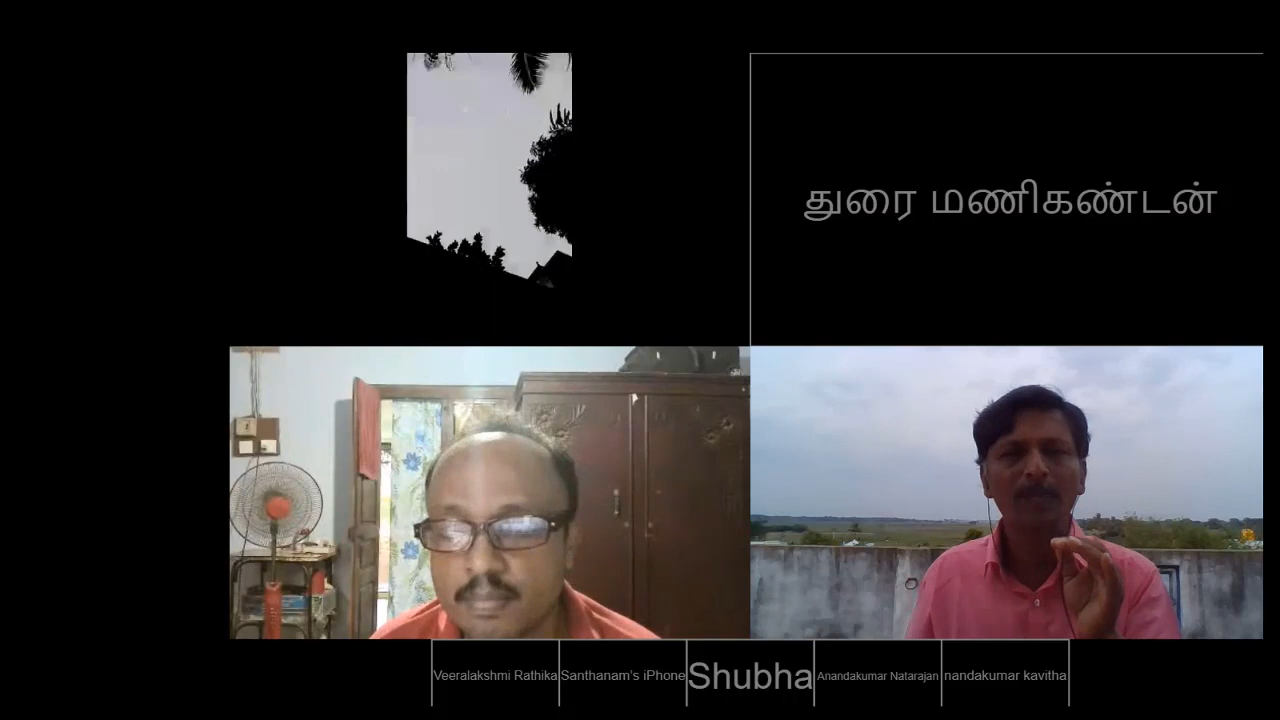 துரை மணிகண்டன்
Veeralakshmi Rathika
Santhanam's iPhone
Shubha
Anandakumar Natarajan
nandakumar kavitha